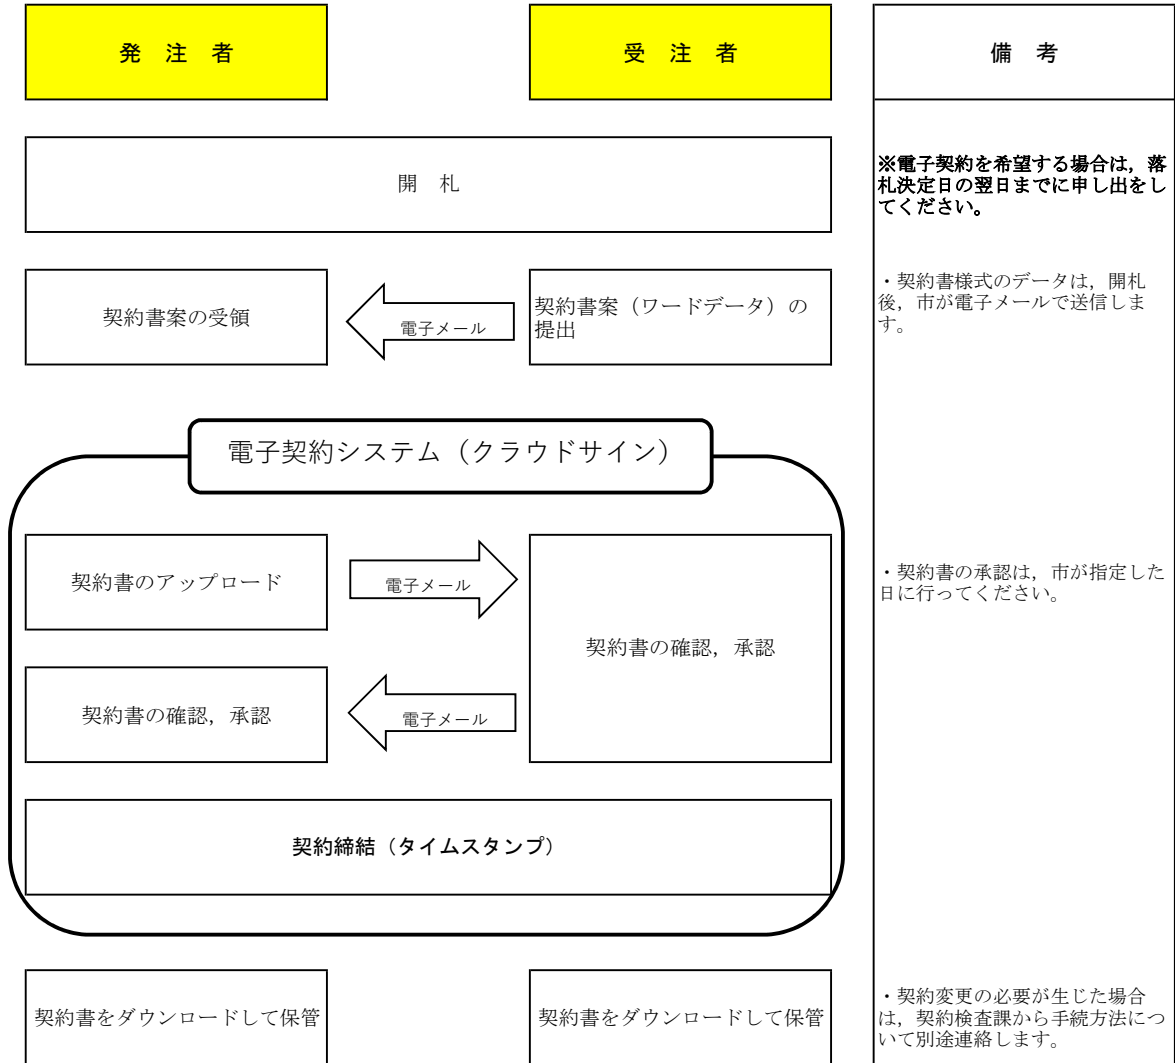 発　注　者
受　注　者
備　考
開　札
※電子契約を希望する場合は，落
札決定日の翌日までに申し出をし
てください。
契約書案の受領
電子メール
契約書案（ワードデータ）の
提出
・契約書様式のデータは，開札
後，市が電子メールで送信しま
す。
電子契約システム（クラウドサイン）
契約書のアップロード
電子メール
契約書の確認，承認
・契約書の承認は，市が指定した
日に行ってください。
契約書の確認，承認
電子メール
契約締結（タイムスタンプ）
契約書をダウンロードして保管
契約書をダウンロードして保管
・契約変更の必要が生じた場合
は，契約検査課から手続方法につ
いて別途連絡します。